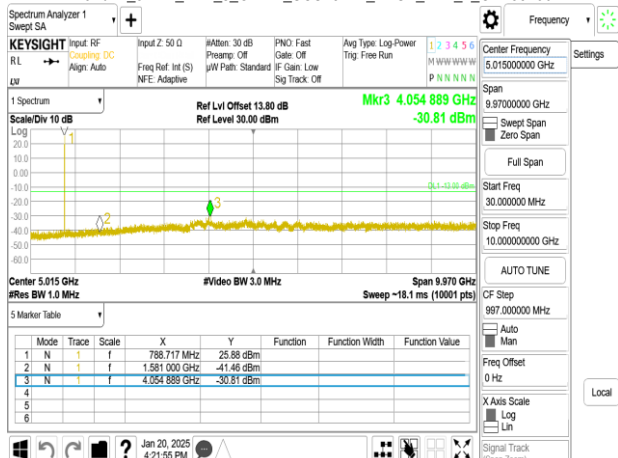 Spectrum Analyzer 1
Swept SA
+
Frequency
KEYSIGHT
RL
LXI
Input: RF
Coupling: DC
Align: Auto
Input Z: 50 Ω
Freq Ref: Int (S)
NFE: Adaptive
#Atten: 30 dB
Preamp: Off
µW Path: Standard
PNO: Fast
Gate: Off
IF Gain: Low
Sig Track: Off
Avg Type: Log-Power
Trig: Free Run
1 2 3 4 5 6
M W W W W W
P N N N N N
Center Frequency
5.015000000 GHz
Settings
1 Spectrum
Scale/Div 10 dB
Ref Lvl Offset 13.80 dB
Ref Level 30.00 dBm
Mkr3 4.054 889 GHz
-30.81 dBm
Log
20.0
10.0
0.00
-10.0
-20.0
-30.0
-40.0
-50.0
-60.0
1
2
3
DL1 -13.00 dBm
Center 5.015 GHz
#Video BW 3.0 MHz
Span 9.970 GHz
#Res BW 1.0 MHz
Sweep ~18.1 ms (10001 pts)
Span
9.97000000 GHz
Swept Span
Zero Span
Full Span
Start Freq
30.000000 MHz
Stop Freq
10.000000000 GHz
AUTO TUNE
CF Step
997.000000 MHz
Auto
Man
Freq Offset
0 Hz
X Axis Scale
Log
Lin
Signal Track
Local
5 Marker Table
Mode Trace Scale X Y Function Function Width Function Value
1 N 1 f 788.717 MHz 25.88 dBm
2 N 1 f 1.581 000 GHz -41.46 dBm
3 N 1 f 4.054 889 GHz -30.81 dBm
4
5
6
?
Jan 20, 2025
4:21:55 PM